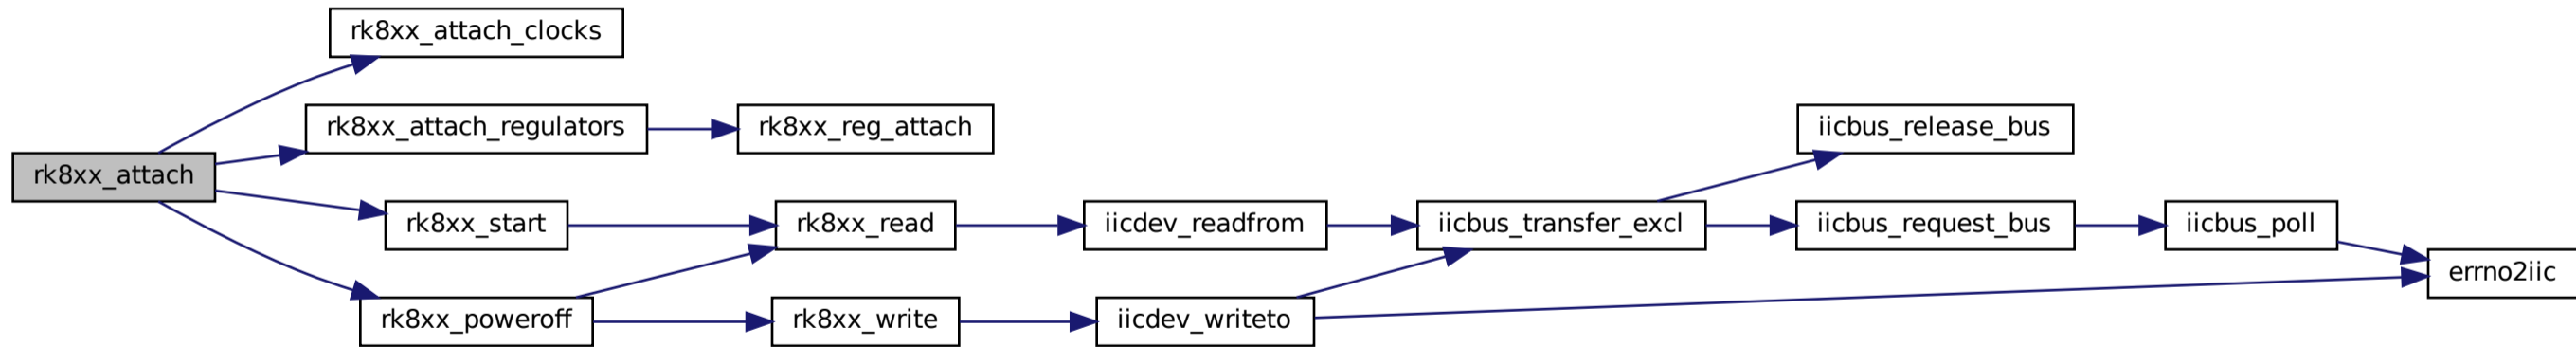 rk8xx_attach
rk8xx_attach_clocks
rk8xx_attach_regulators
rk8xx_reg_attach
rk8xx_start
rk8xx_poweroff
rk8xx_read
rk8xx_write
iicdev_readfrom
iicdev_writeto
iicbus_transfer_excl
iicbus_release_bus
iicbus_request_bus
iicbus_poll
errno2iic